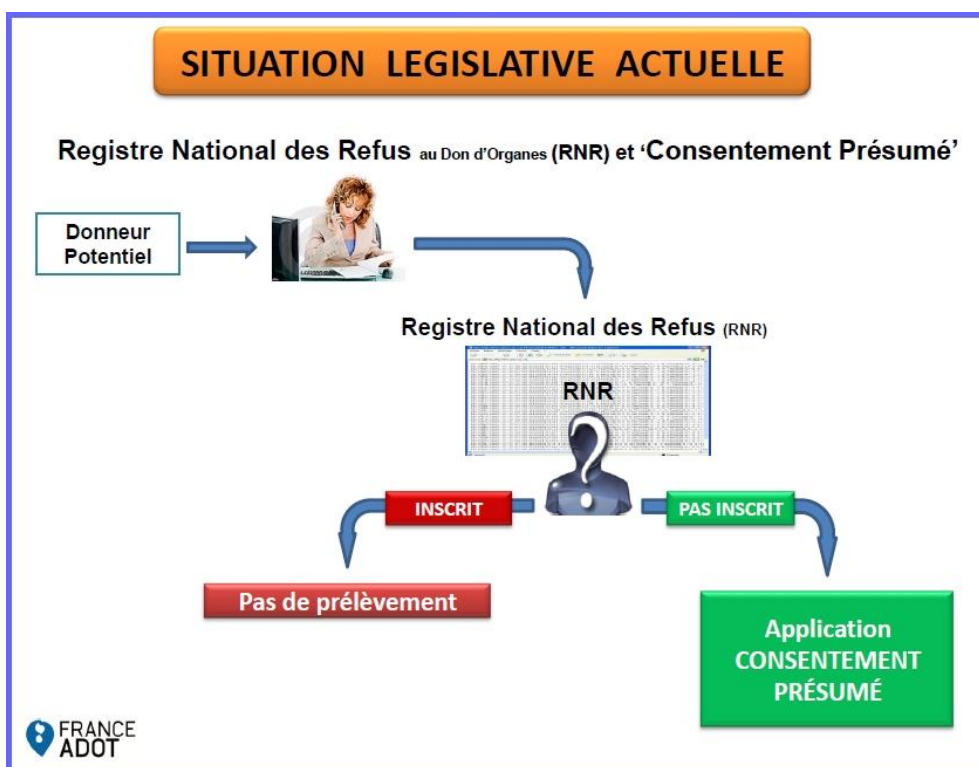 SITUATION LEGISLATIVE ACTUELLE
Registre National des Refus au Don d'Organes (RNR) et ‘Consentement Présumé’
Donneur
Potentiel
Registre National des Refus (RNR)
RNR
INSCRIT
PAS INSCRIT
Pas de prélèvement
Application
CONSENTEMENT
PRÉSUMÉ
FRANCE
ADOT